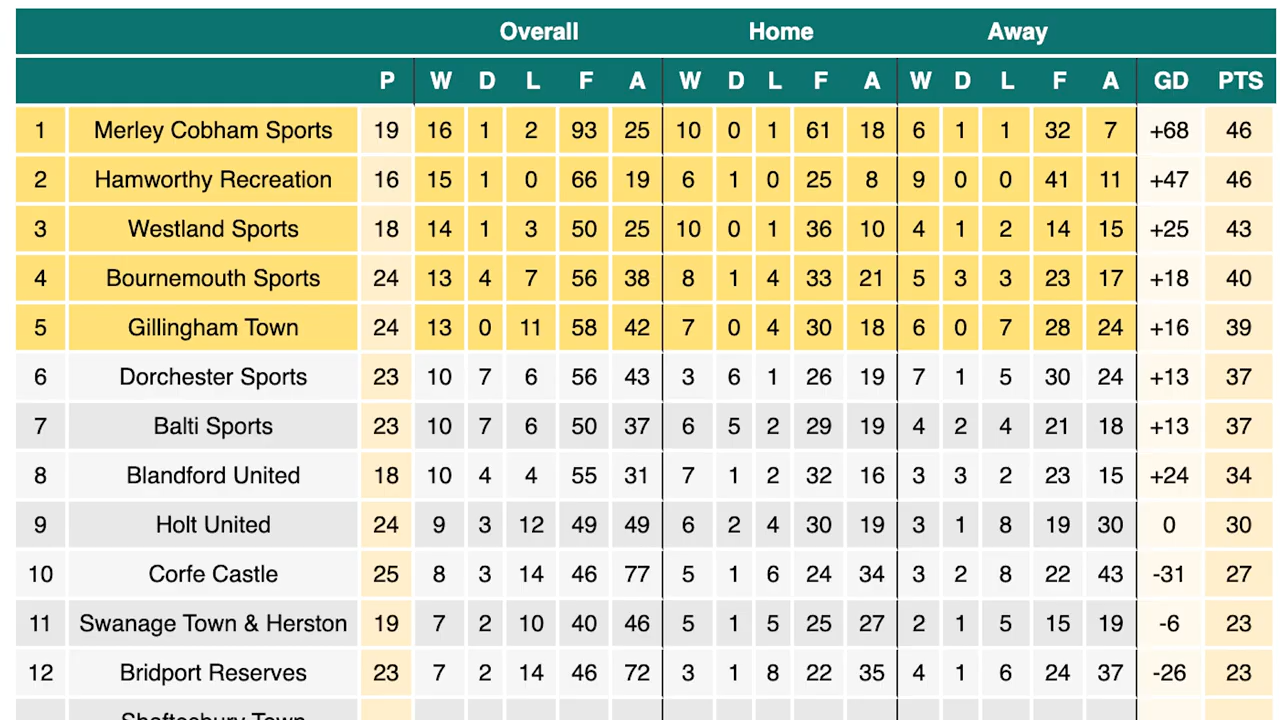 Overall Home Away
P W D L F A W D L F A W D L F A GD PTS
1 Merley Cobham Sports 19 16 1 2 93 25 10 0 1 61 18 6 1 1 32 7 +68 46
2 Hamworthy Recreation 16 15 1 0 66 19 6 1 0 25 8 9 0 0 41 11 +47 46
3 Westland Sports 18 14 1 3 50 25 10 0 1 36 10 4 1 2 14 15 +25 43
4 Bournemouth Sports 24 13 4 7 56 38 8 1 4 33 21 5 3 3 23 17 +18 40
5 Gillingham Town 24 13 0 11 58 42 7 0 4 30 18 6 0 7 28 24 +16 39
6 Dorchester Sports 23 10 7 6 56 43 3 6 1 26 19 7 1 5 30 24 +13 37
7 Balti Sports 23 10 7 6 50 37 6 5 2 29 19 4 2 4 21 18 +13 37
8 Blandford United 18 10 4 4 55 31 7 1 2 32 16 3 3 2 23 15 +24 34
9 Holt United 24 9 3 12 49 49 6 2 4 30 19 3 1 8 19 30 0 30
10 Corfe Castle 25 8 3 14 46 77 5 1 6 24 34 3 2 8 22 43 -31 27
11 Swanage Town & Herston 19 7 2 10 40 46 5 1 5 25 27 2 1 5 15 19 -6 23
12 Bridport Reserves 23 7 2 14 46 72 3 1 8 22 35 4 1 6 24 37 -26 23
Shaftesbury Town